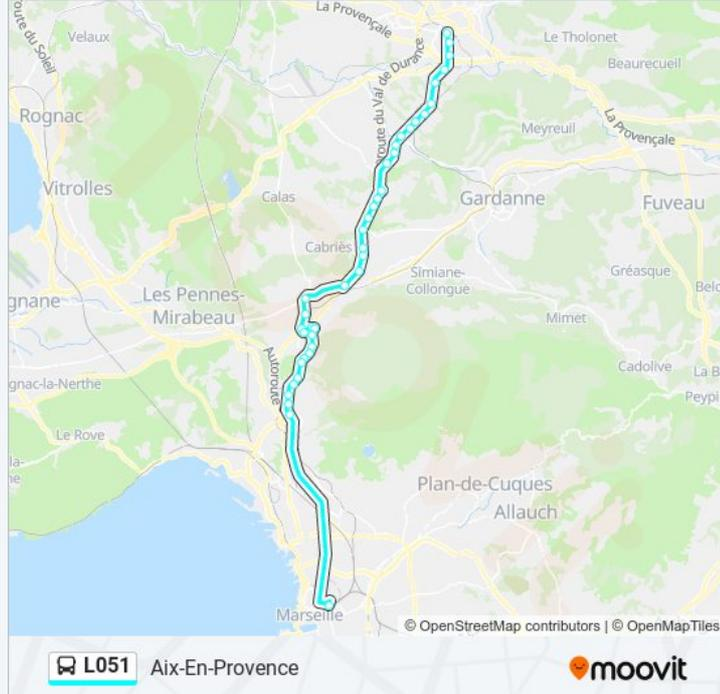 La Provençale
Route du Soleil
Velaux
Le Tholonet
Beaurecueil
route du Val de Durance
Rognac
La Provençale
Meyreuil
Vitrolles
Calas
Gardanne
Fuveau
Cabriès
Simiane-
Collongue
Gréasque
gnane
Les Pennes-
Mirabeau
Mimet
Autoroute
Cadolive
gnac-la-Nerthe
La B
Peypi
Le Rove
Plan-de-Cuques
Allauch
Marseille
© OpenStreetMap contributors | © OpenMapTiles
L051 Aix-En-Provence
moovit